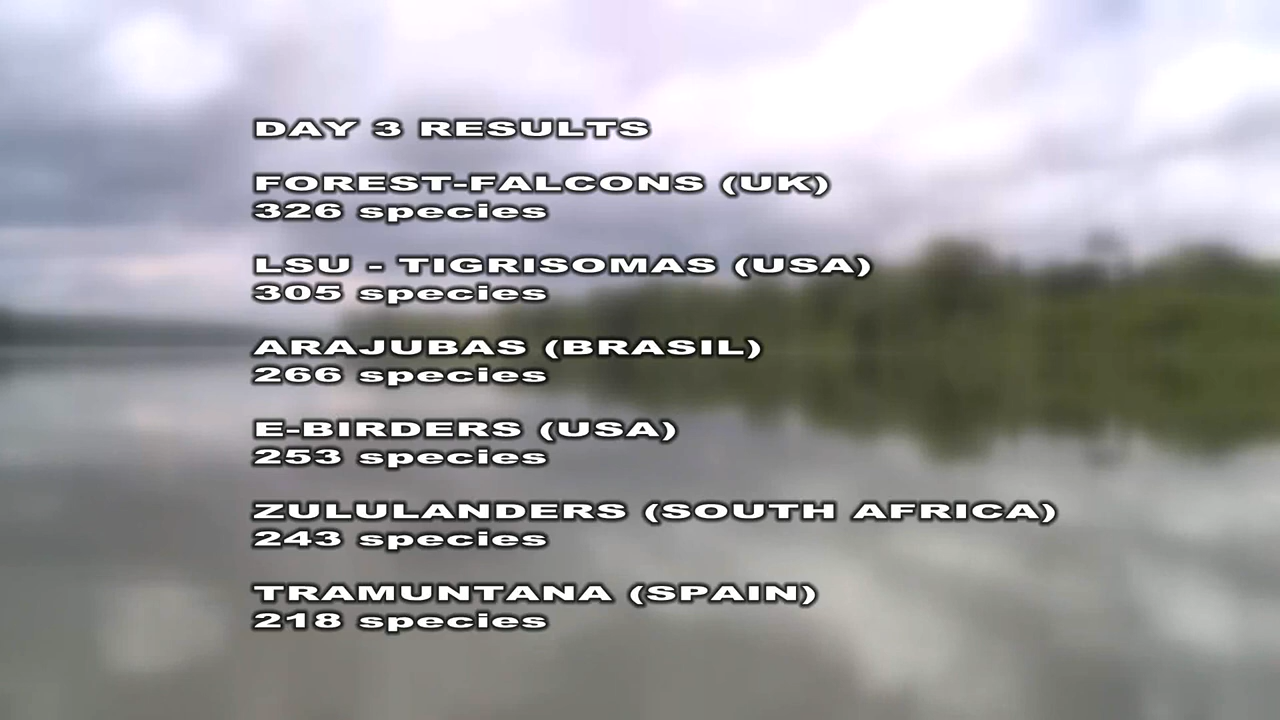 DAY 3 RESULTS
FOREST-FALCONS (UK)
326 species
LSU - TIGRISOMAS (USA)
305 species
ARAJUBAS (BRASIL)
266 species
E-BIRDERS (USA)
253 species
ZULULANDERS (SOUTH AFRICA)
243 species
TRAMUNTANA (SPAIN)
218 species